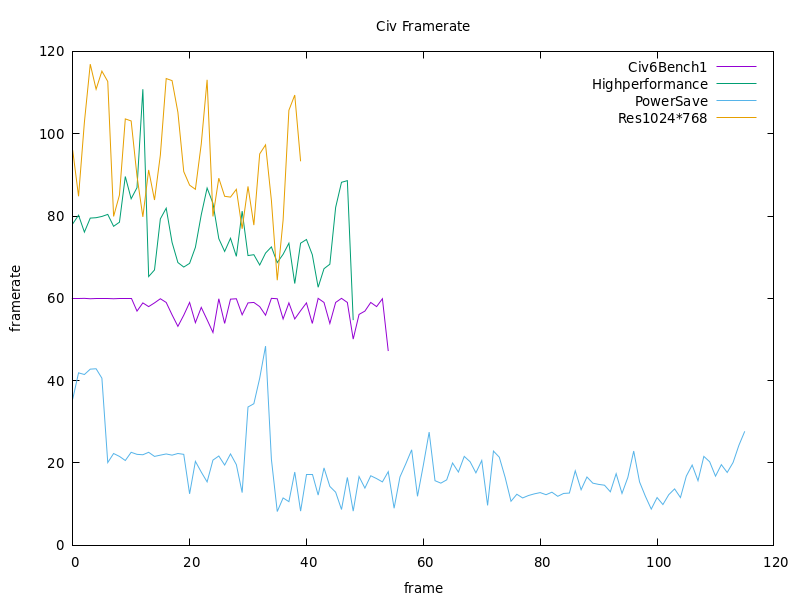 Civ Framerate
120
100
80
60
40
20
0
0 20 40 60 80 100 120
framerate
frame
Civ6Bench1
Highperformance
PowerSave
Res1024*768